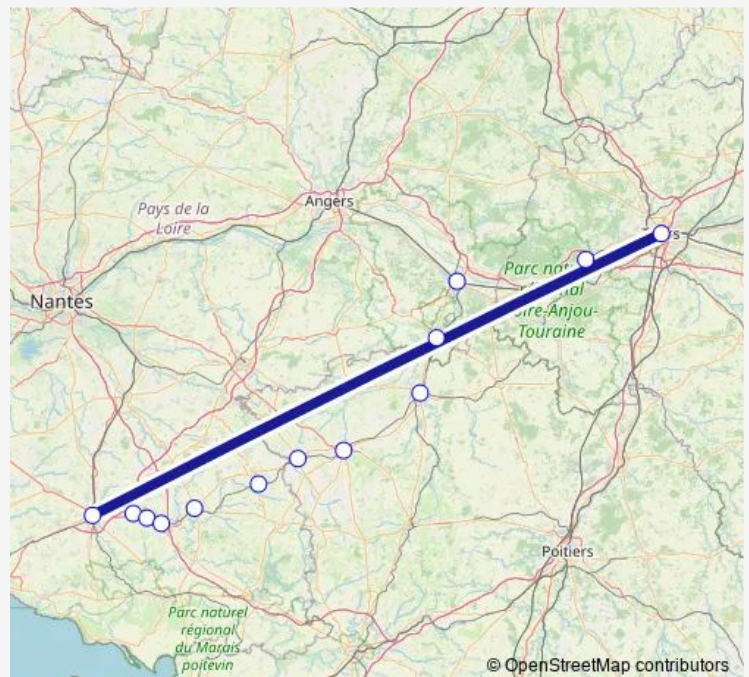 Angers
Pays de la
Loire
Nantes
Parc
régional
Loire-Anjou-
Touraine
Poitiers
Parc naturel
régional
du Marais
poitevin
© OpenStreetMap contributors